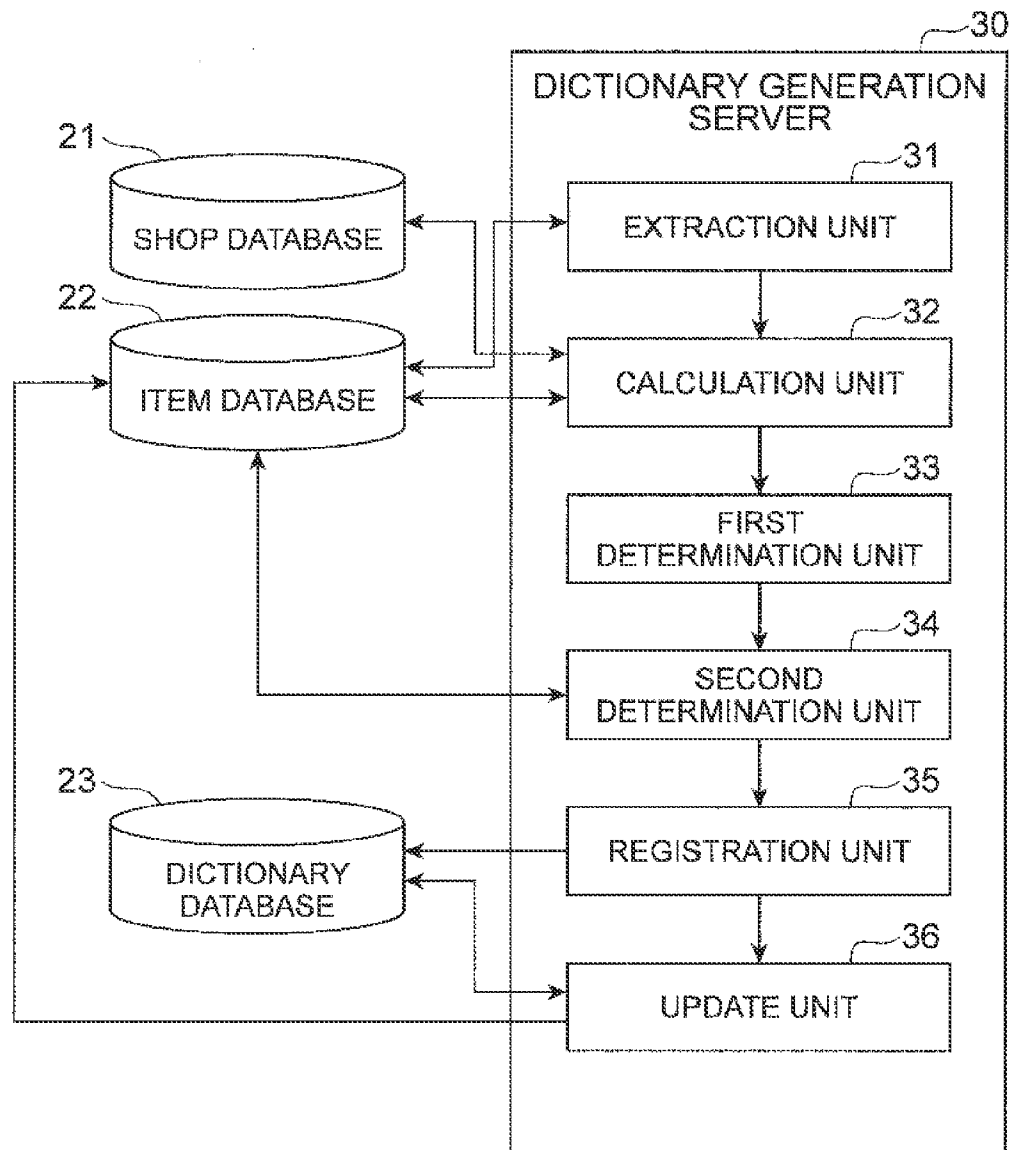 30
DICTIONARY GENERATION
SERVER
21
SHOP DATABASE
31
EXTRACTION UNIT
22
ITEM DATABASE
32
CALCULATION UNIT
33
FIRST
DETERMINATION UNIT
34
SECOND
DETERMINATION UNIT
23
DICTIONARY
DATABASE
35
REGISTRATION UNIT
36
UPDATE UNIT